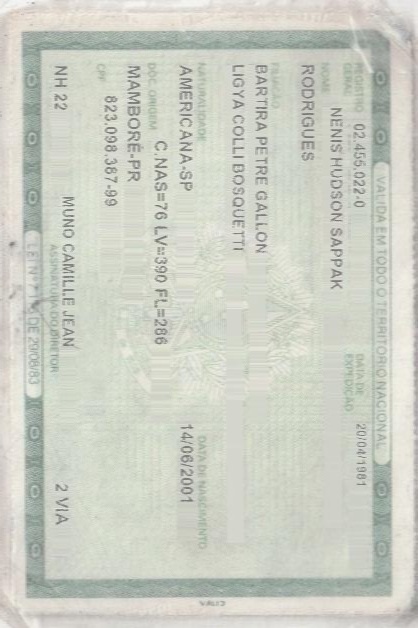 VÁLIDA EM TODO O TERRITÓRIO NACIONAL
REGISTRO GERAL 02.455.022-0 DATA DE EXPEDIÇÃO 20/04/1981
NOME
NENIS HUDSON SAPPAK
RODRIGUES
FILIAÇÃO
BARTIRA PETRE GALLON
LIGYA COLLI BOSQUETTI
NATURALIDADE DATA DE NASCIMENTO
AMERICANA-SP 14/06/2001
DOC ORIGEM C.NAS=76 LV=390 FL=286
MAMBORÊ-PR
CPF 823.098.387-99
NH 22 MUNO CAMILLE JEAN 2 VIA
ASSINATURA DO DIRETOR
LEI Nº DE 29/08/83